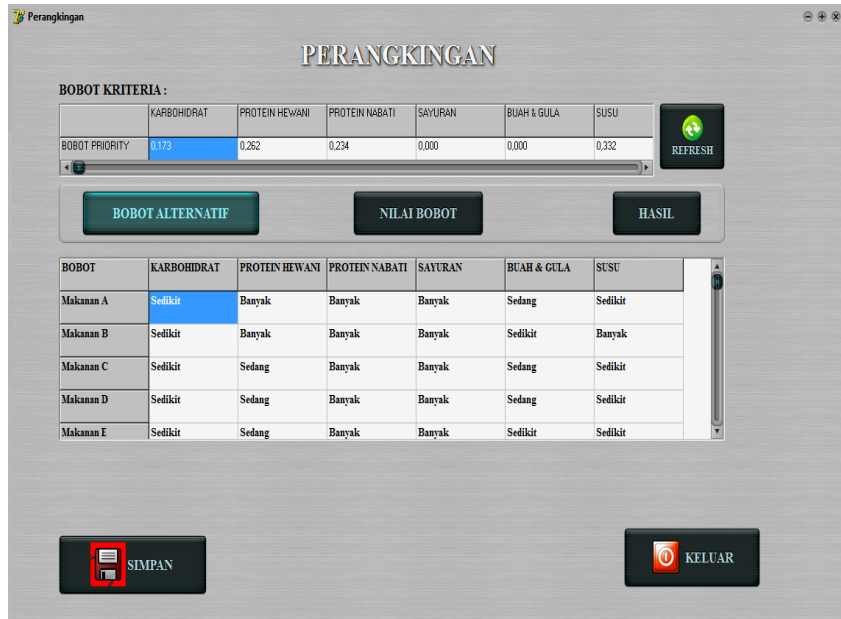 Perangkingan
PERANGKINGAN
BOBOT KRITERIA :
KARBOHIDRAT PROTEIN HEWANI PROTEIN NABATI SAYURAN BUAH & GULA SUSU
BOBOT PRIORITY 0,173 0,262 0,234 0,000 0,000 0,332
REFRESH
BOBOT ALTERNATIF NILAI BOBOT HASIL
BOBOT KARBOHIDRAT PROTEIN HEWANI PROTEIN NABATI SAYURAN BUAH & GULA SUSU
Makanan A Sedikit Banyak Banyak Banyak Sedang Sedikit
Makanan B Sedikit Banyak Banyak Banyak Sedikit Banyak
Makanan C Sedikit Sedang Banyak Banyak Sedang Sedikit
Makanan D Sedikit Sedang Banyak Banyak Sedang Sedikit
Makanan E Sedikit Sedang Banyak Banyak Sedikit Sedikit
SIMPAN KELUAR